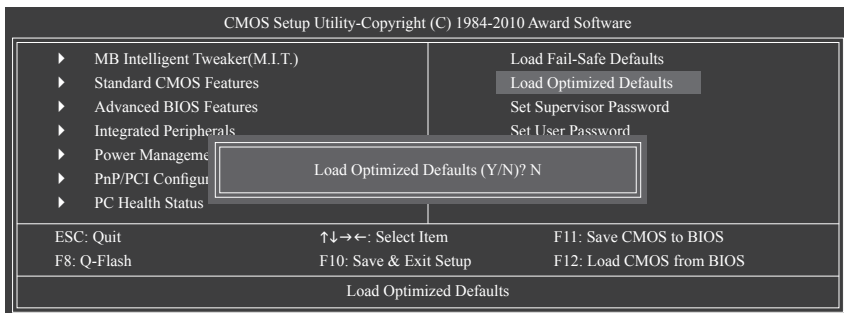 CMOS Setup Utility-Copyright (C) 1984-2010 Award Software
MB Intelligent Tweaker(M.I.T.)
Standard CMOS Features
Advanced BIOS Features
Integrated Peripherals
Power Manageme
PnP/PCI Configur
PC Health Status
Load Fail-Safe Defaults
Load Optimized Defaults
Set Supervisor Password
Set User Password
Load Optimized Defaults (Y/N)? N
ESC: Quit ↑↓→←: Select Item F11: Save CMOS to BIOS
F8: Q-Flash F10: Save & Exit Setup F12: Load CMOS from BIOS
Load Optimized Defaults